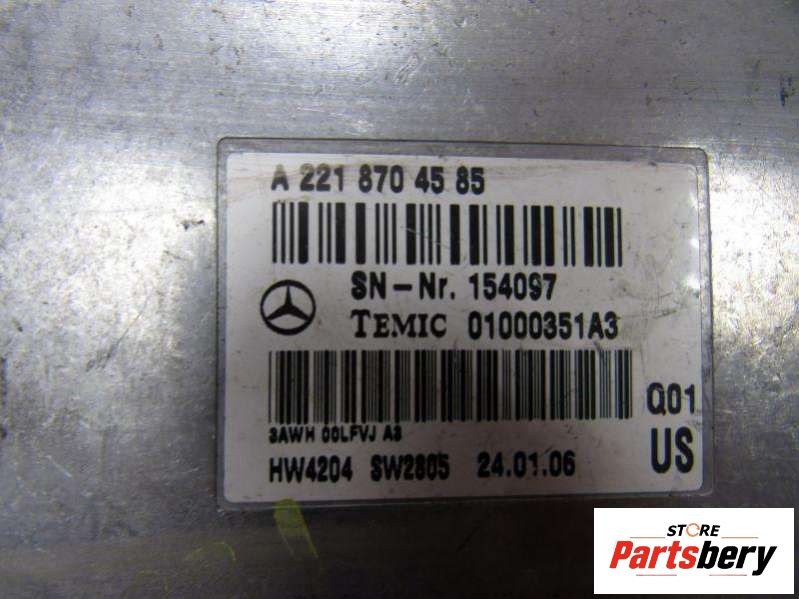 A 221 870 45 85
SN-Nr. 154097
TEMIC 01000351A3
Q01
3AWH 00LFVJ A3
US
HW4204 SW2805 24.01.06
STORE
Partsbery